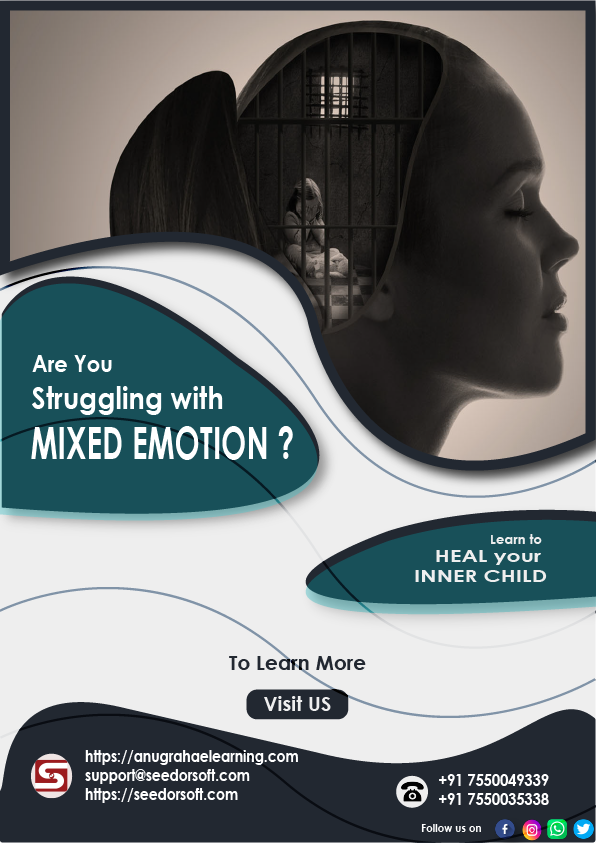 Are You
Struggling with
MIXED EMOTION ?
Learn to
HEAL your
INNER CHILD
To Learn More
Visit US
https://anugrahaelearning.com
support@seedorsoft.com
https://seedorsoft.com
+91 7550049339
+91 7550035338
Follow us on